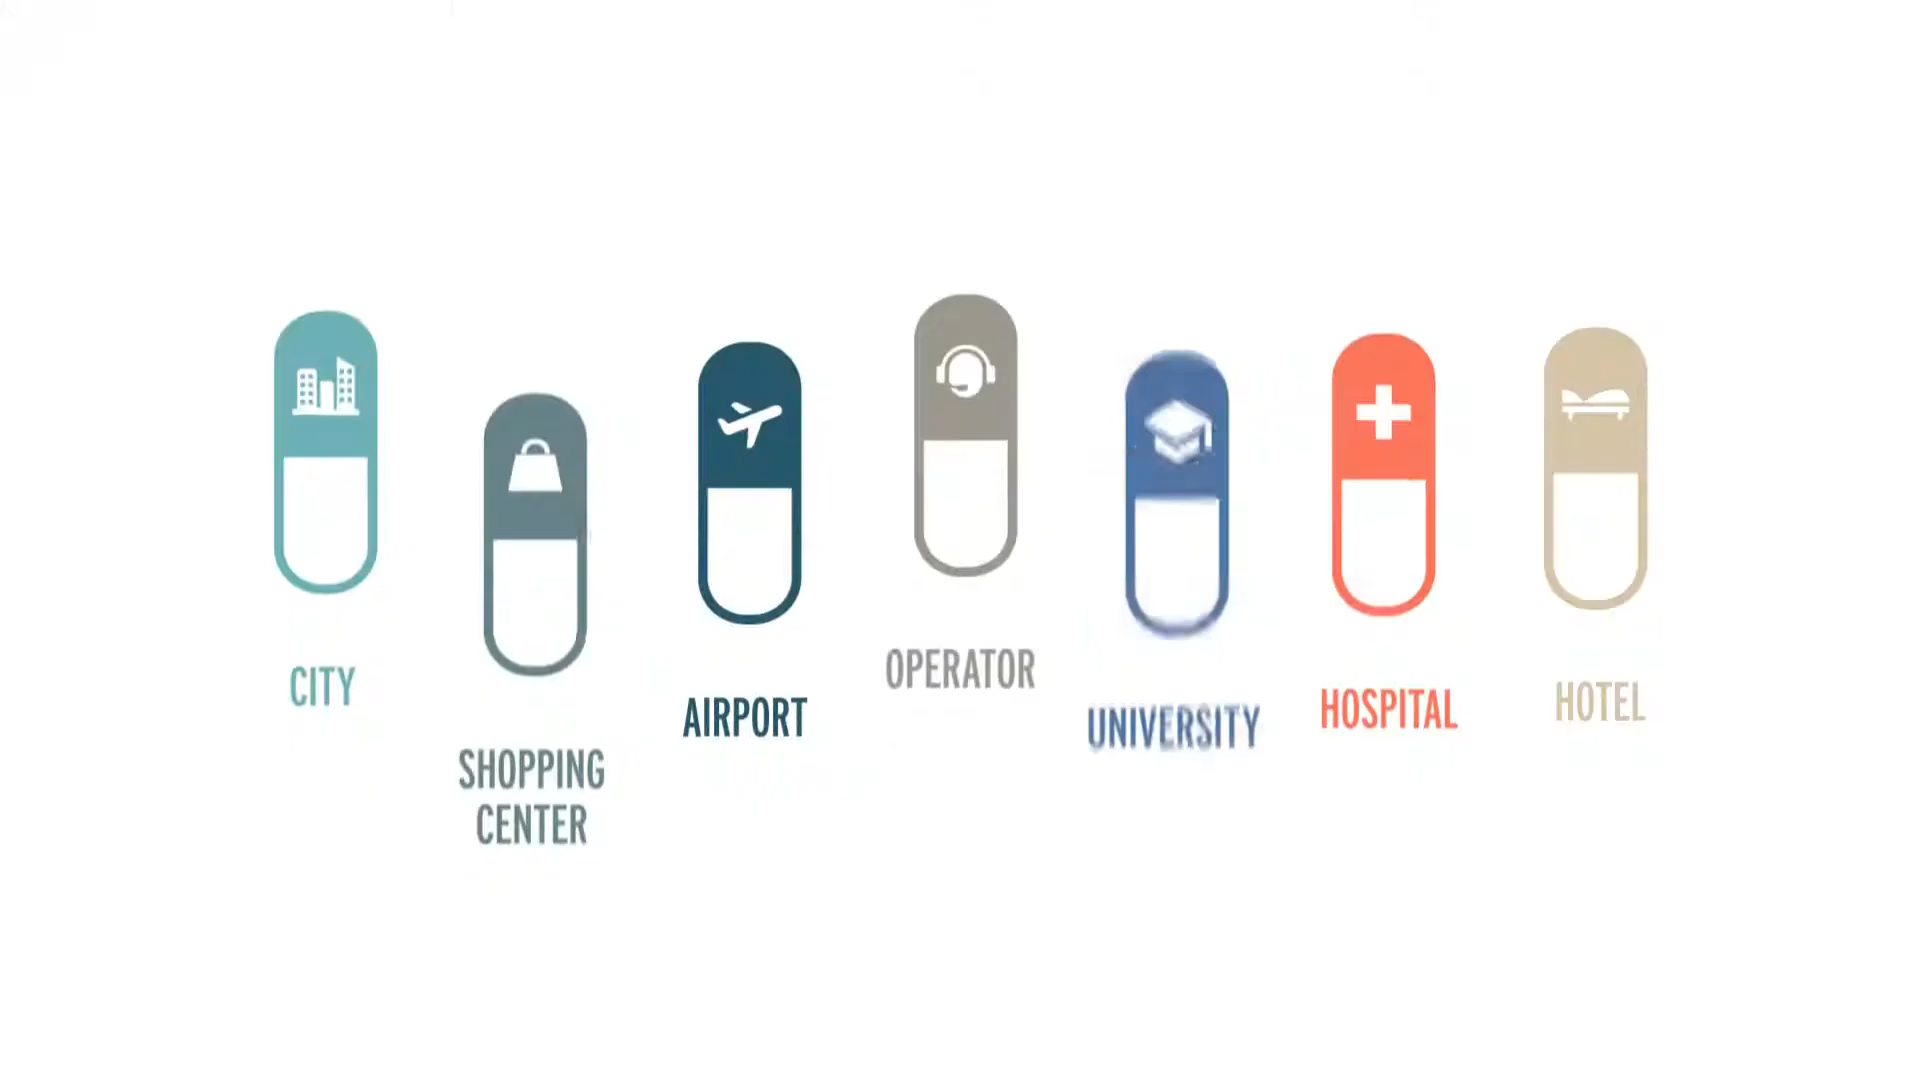 CITY
SHOPPING
CENTER
AIRPORT
OPERATOR
UNIVERSITY
HOSPITAL
HOTEL